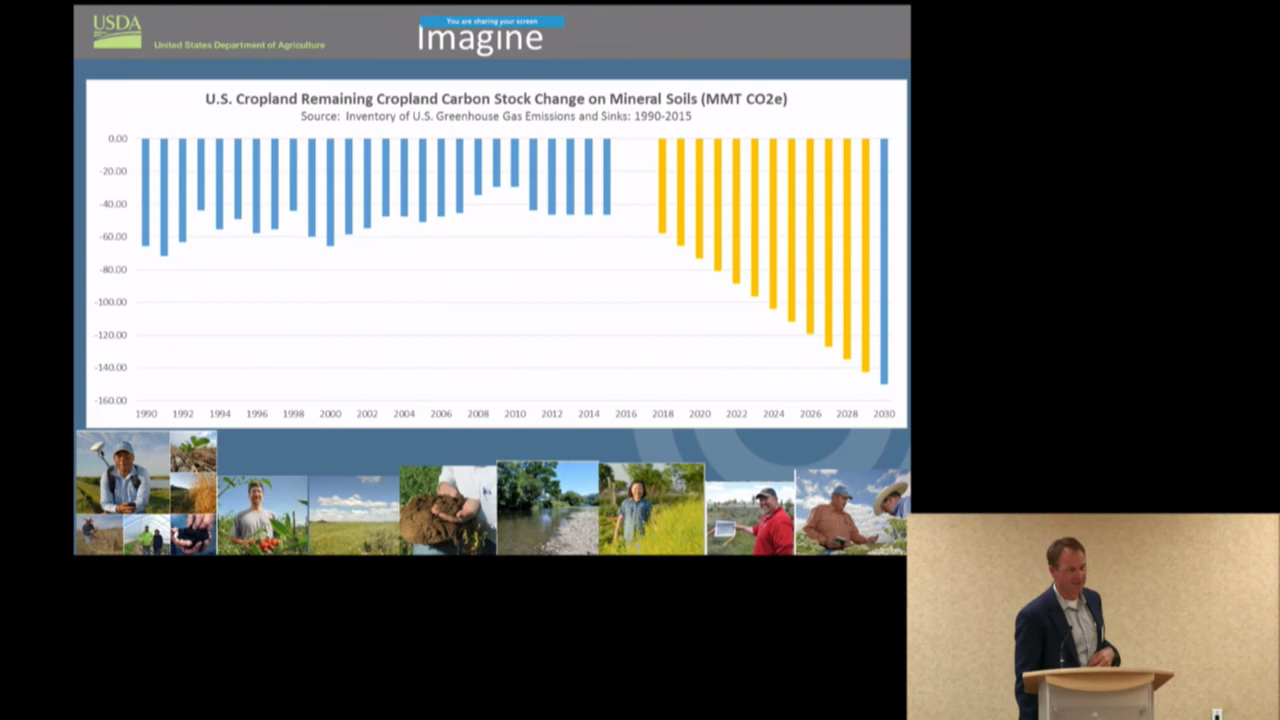 USDA
United States Department of Agriculture
You are sharing your screen
Imagine
U.S. Cropland Remaining Cropland Carbon Stock Change on Mineral Soils (MMT CO2e)
Source: Inventory of U.S. Greenhouse Gas Emissions and Sinks: 1990-2015
0.00
-20.00
-40.00
-60.00
-80.00
-100.00
-120.00
-140.00
-160.00
1990 1992 1994 1996 1998 2000 2002 2004 2006 2008 2010 2012 2014 2016 2018 2020 2022 2024 2026 2028 2030